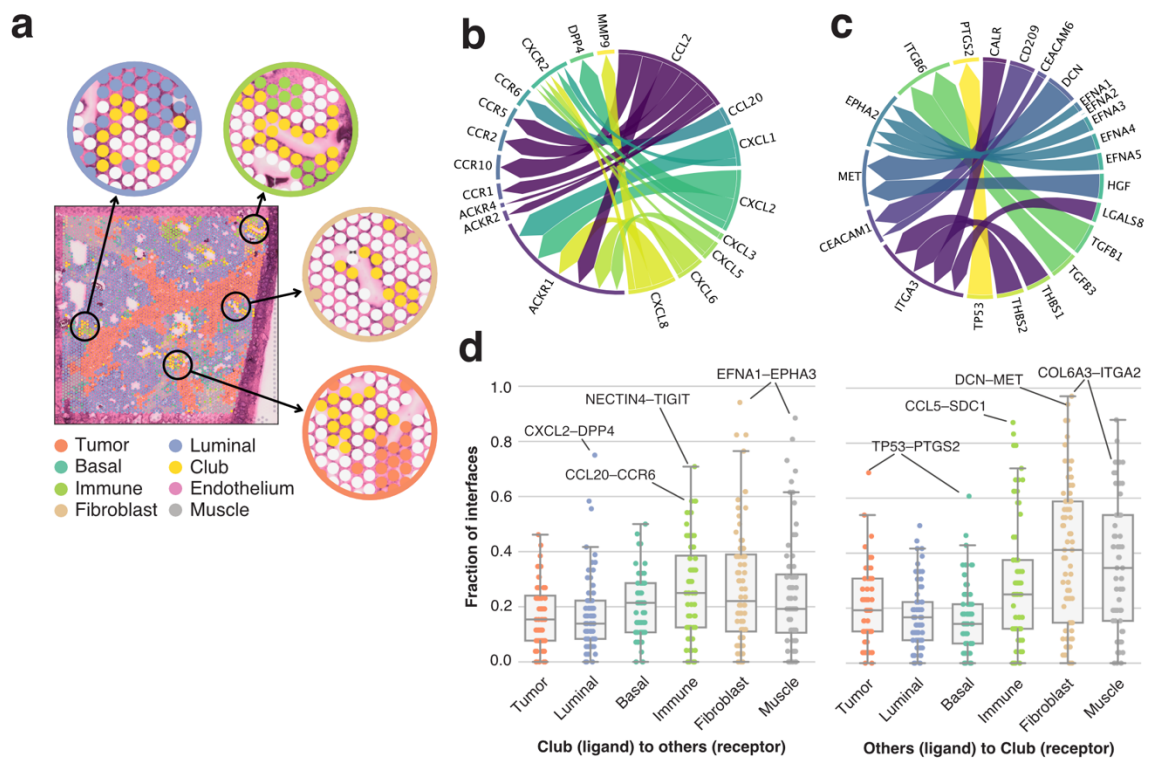 a
Tumor
Basal
Immune
Fibroblast
Luminal
Club
Endothelium
Muscle
b
MMP9
DPP4
CXCR2
CCR6
CCR5
CCR2
CCR10
CCR1
ACKR4
ACKR2
ACKR1
CCL2
CCL20
CXCL1
CXCL2
CXCL3
CXCL5
CXCL6
CXCL8
c
PTGS2
ITGB6
EPHA2
MET
CEACAM1
ITGA3
CALR
CD209
CEACAM6
DCN
EFNA1
EFNA2
EFNA3
EFNA4
EFNA5
HGF
LGALS8
TGFB1
TGFB3
THBS1
THBS2
TP53
d
Fraction of interfaces
1.0
0.8
0.6
0.4
0.2
0.0
EFNA1–EPHA3
NECTIN4–TIGIT
CXCL2–DPP4
CCL20–CCR6
Tumor
Luminal
Basal
Immune
Fibroblast
Muscle
Club (ligand) to others (receptor)
DCN–MET
COL6A3–ITGA2
CCL5–SDC1
TP53–PTGS2
Tumor
Luminal
Basal
Immune
Fibroblast
Muscle
Others (ligand) to Club (receptor)